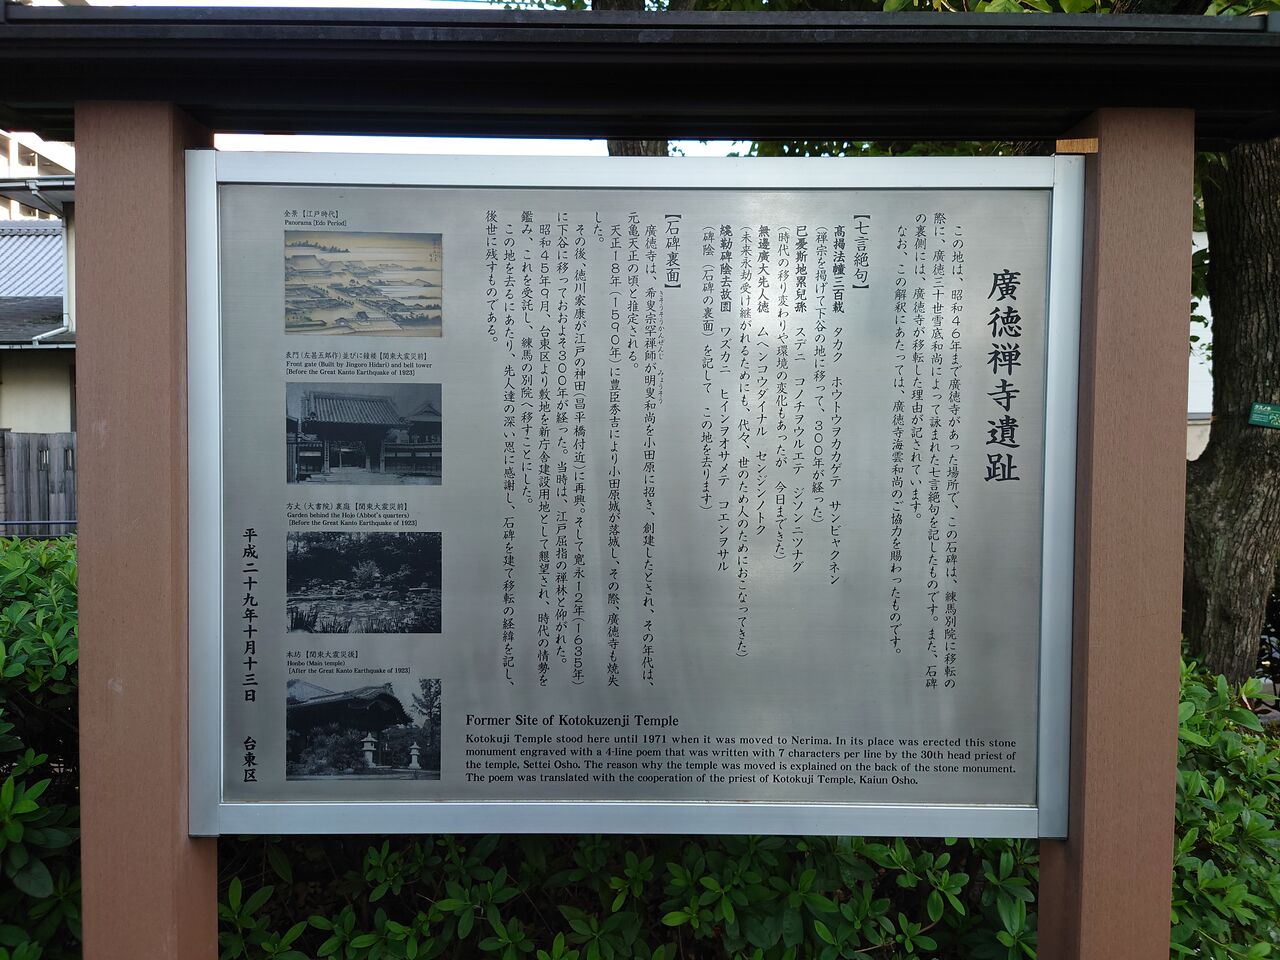 廣徳禅寺遺趾
この地は、昭和46年まで廣徳寺があった場所で、この石碑は、練馬別院に移転の
際に、廣徳三十世雪底和尚によって詠まれた七言絶句を記したものです。また、石碑
の裏側には、廣徳寺が移転した理由が記されています。
なお、この解釈にあたっては、廣徳寺海雲和尚のご協力を賜わったものです。
【七言絶句】
高掲法幢三百載 タカク ホウトウヲカカゲテ サンビャクネン
(禅宗を掲げて下谷の地に移って、300年が経った)
已憂斯地累兒孫 スデニ コノチヲウルエテ ジソンニツナグ
(時代の移り変わりや環境の変化もあったが 今日まできた)
無邊廣大先人徳 ムヘンコウダイナル センジンノトク
(未来永劫受け継がれるためにも、代々、世のため人のためにおこなってきた)
纔勒碑陰去故園 ワズカニ ヒインヲオサメテ コエンヲサル
(碑陰(石碑の裏面)を記して この地を去ります)
【石碑裏面】
廣徳寺は、希叟宗罕禅師が明叟和尚を小田原に招き、創建したとされ、その年代は、
きそうそうかんぜんじ みょうそう
元亀天正の頃と推定される。
天正18年(1590年)に豊臣秀吉により小田原城が落城し、その際、廣徳寺も焼失
した。
その後、徳川家康が江戸の神田(昌平橋付近)に再興。そして寛永12年(1635年)
に下谷に移っておおよそ300年が経った。当時は、江戸屈指の禅林と仰がれた。
昭和45年9月、台東区より敷地を新庁舎建設用地として懇望され、時代の情勢を
鑑み、これを受託し、練馬の別院へ移すことにした。
この地を去るにあたり、先人達の深い恩に感謝し、石碑を建て移転の経緯を記し、
後世に残すものである。
全景【江戸時代】
Panorama [Edo Period]
表門(左甚五郎作)並びに鐘楼【関東大震災前】
Front gate (Built by Jingoro Hidari) and bell tower
[Before the Great Kanto Earthquake of 1923]
方丈(大書院)裏庭【関東大震災前】
Garden behind the Hojo (Abbot's quarters)
[Before the Great Kanto Earthquake of 1923]
本坊【関東大震災後】
Honbo (Main temple)
[After the Great Kanto Earthquake of 1923]
平成二十九年十月十三日 台東区
Former Site of Kotokuzenji Temple
Kotokuji Temple stood here until 1971 when it was moved to Nerima. In its place was erected this stone
monument engraved with a 4-line poem that was written with 7 characters per line by the 30th head priest of
the temple, Settei Osho. The reason why the temple was moved is explained on the back of the stone monument.
The poem was translated with the cooperation of the priest of Kotokuji Temple, Kaiun Osho.
クスノキ